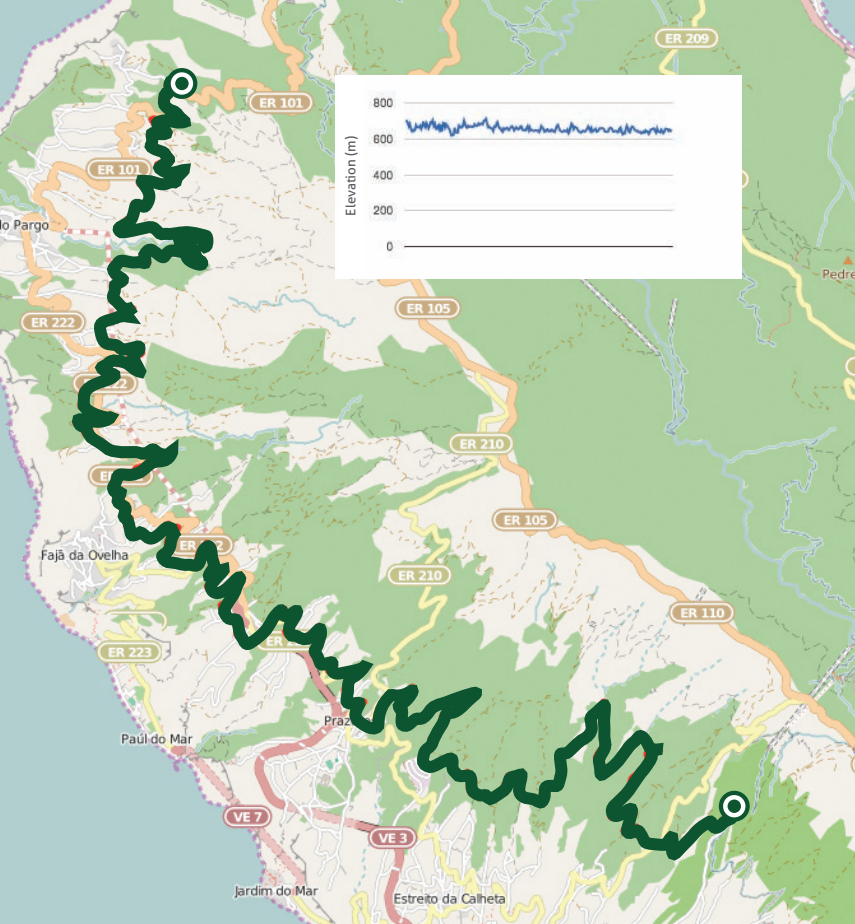 ER 209
ER 101
800
600
400
200
0
Elevation (m)
ER 101
lo Pargo
Pedre
ER 105
ER 222
ER 210
ER 105
Fajã da Ovelha
ER 210
ER 110
ER 223
Praz
Paúl do Mar
VE 7
VE 3
Jardim do Mar
Estreito da Calheta